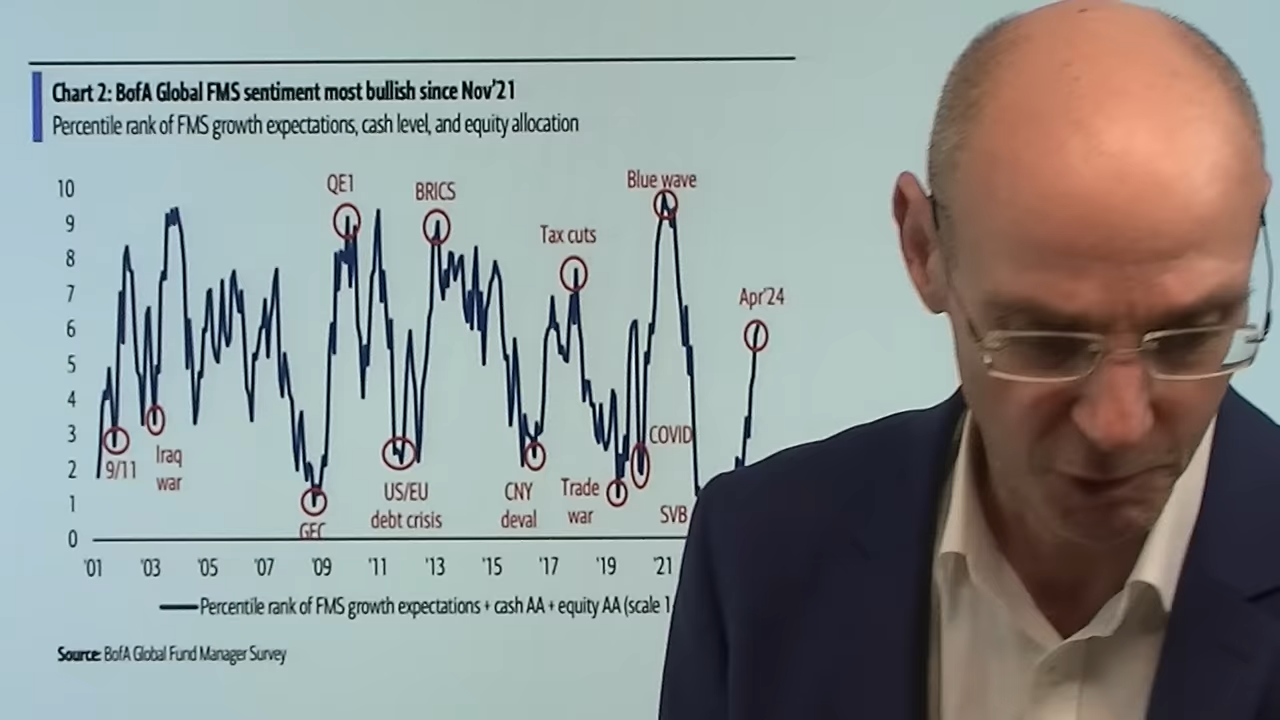 Chart 2: BofA Global FMS sentiment most bullish since Nov'21
Percentile rank of FMS growth expectations, cash level, and equity allocation
10
9
8
7
6
5
4
3
2
1
0
QE1
BRICS
Blue wave
Tax cuts
Apr'24
9/11
Iraq
war
GFC
US/EU
debt crisis
CNY
deval
Trade
war
COVID
SVB
'01 '03 '05 '07 '09 '11 '13 '15 '17 '19 '21
Percentile rank of FMS growth expectations + cash AA + equity AA (scale 1
Source: BofA Global Fund Manager Survey